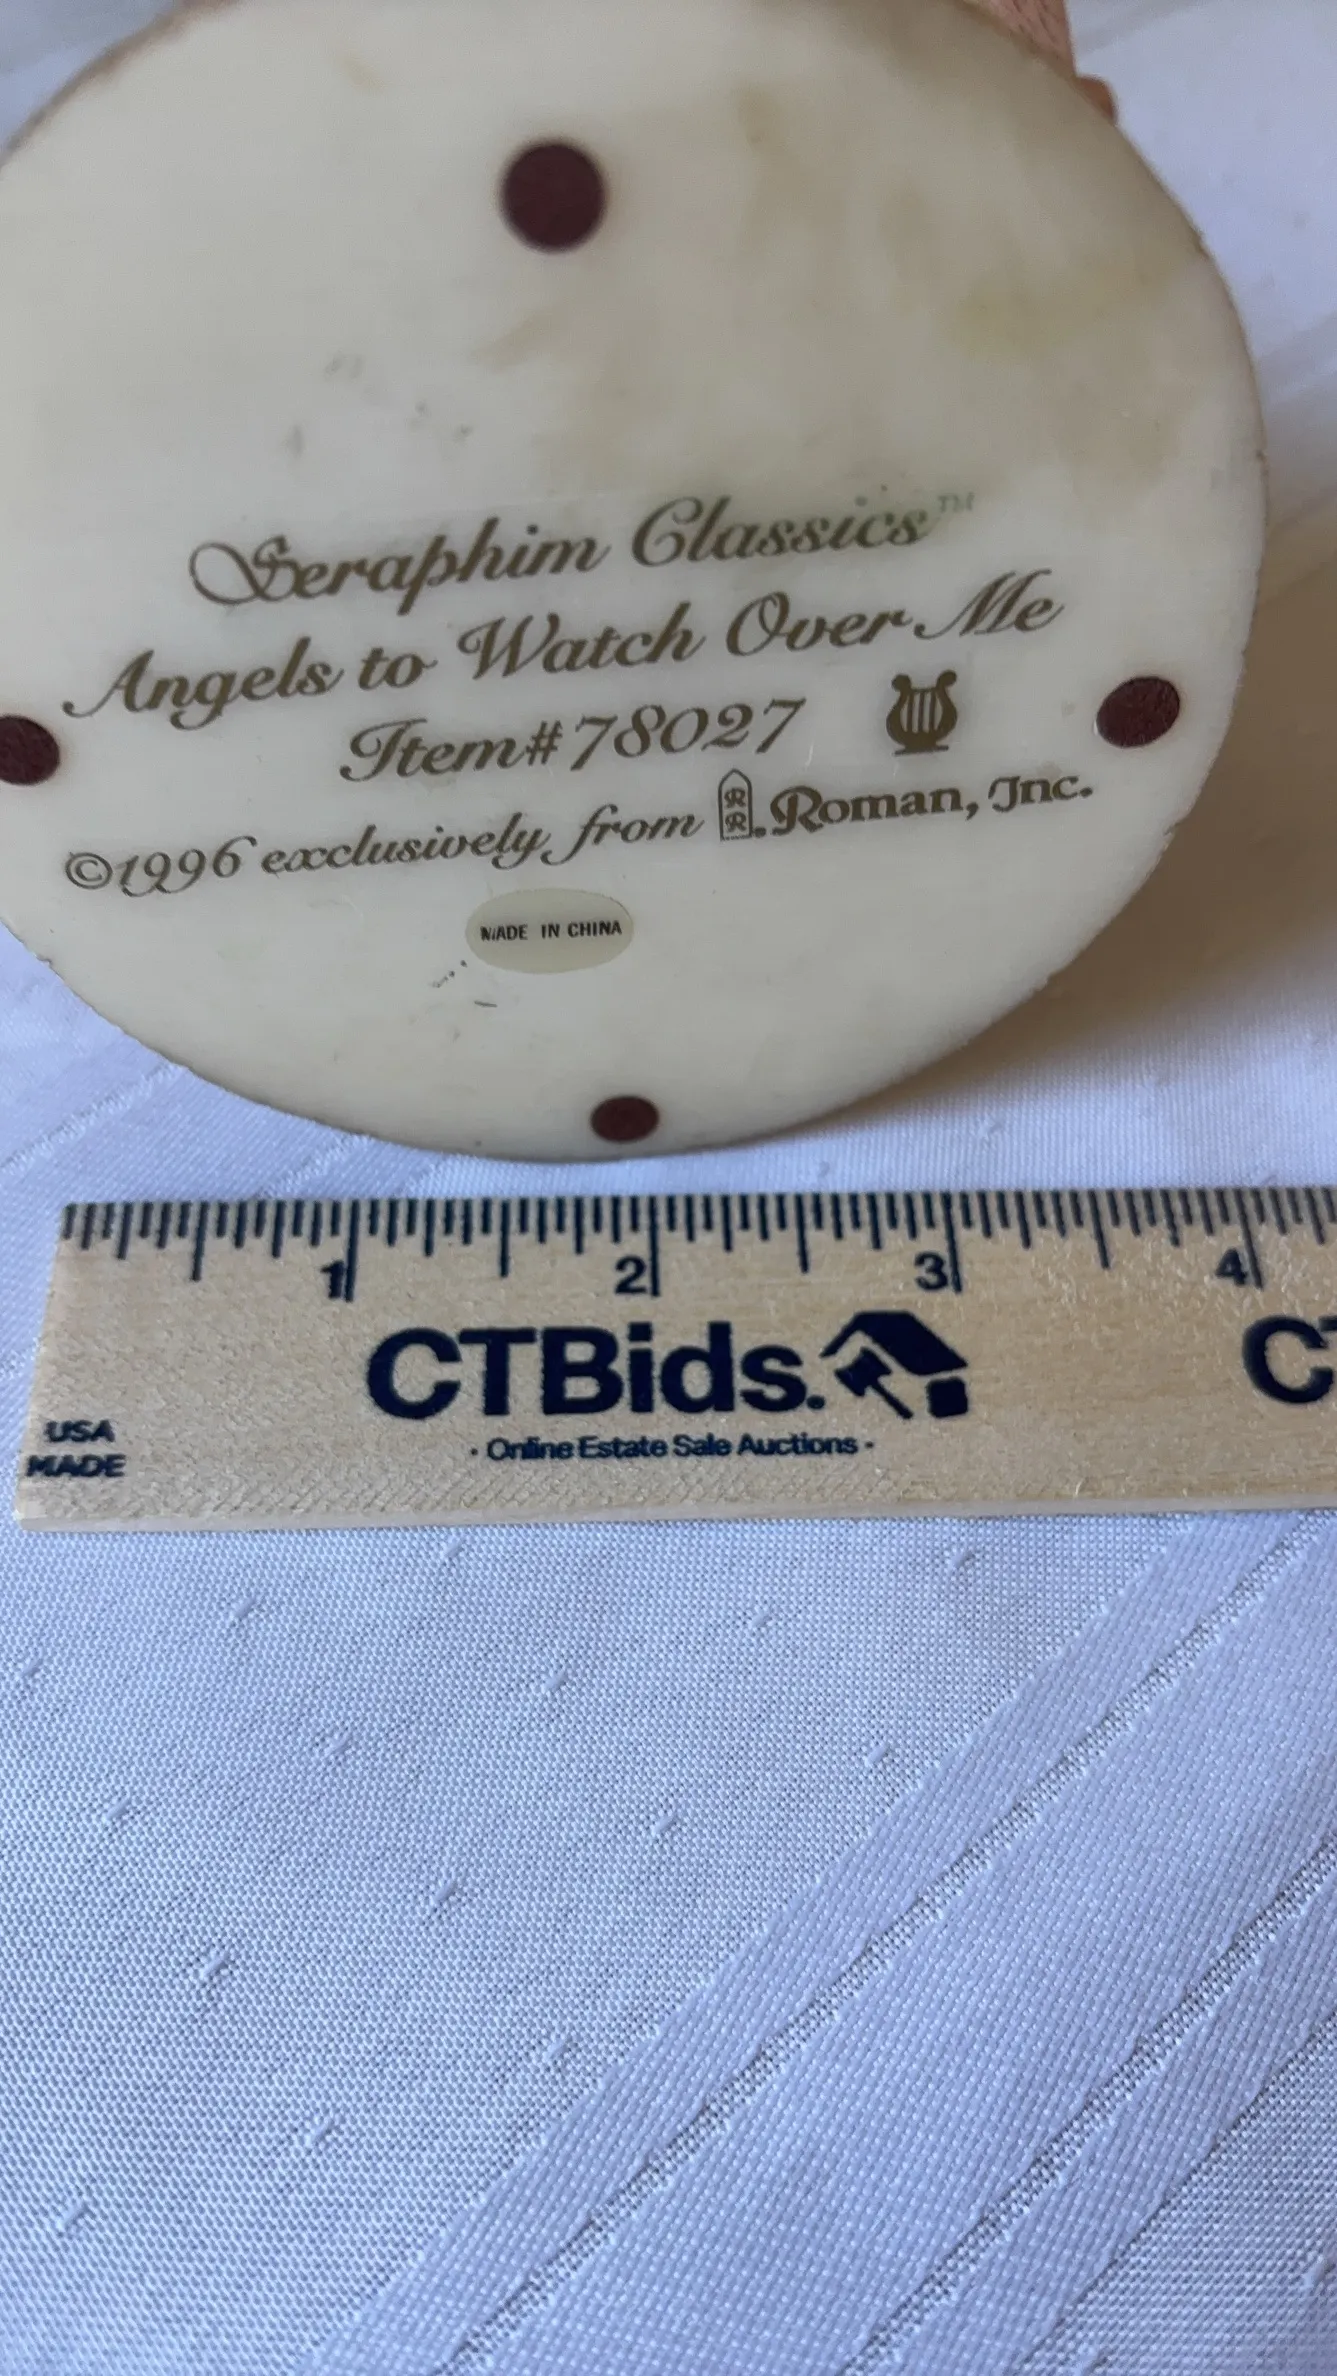 Seraphim Classics™
Angels to Watch Over Me
Item#78027
©1996 exclusively from RR. Roman, Inc.
MADE IN CHINA
1 2 3 4
CTBids.
· Online Estate Sale Auctions ·
USA
MADE